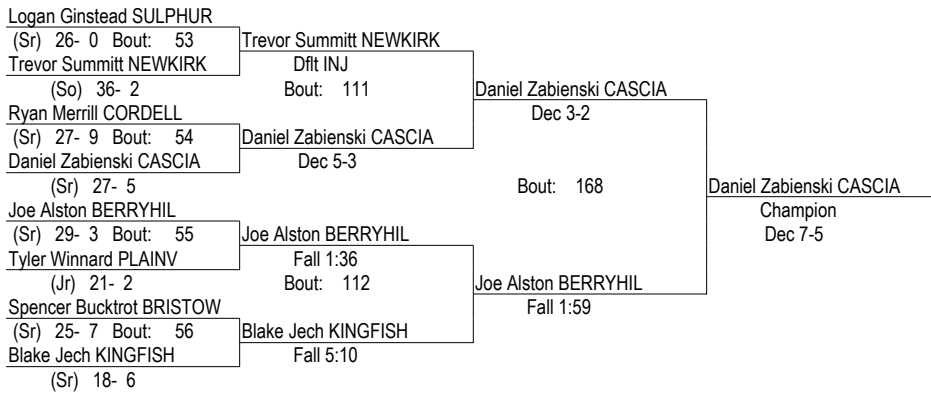 Logan Ginstead SULPHUR
(Sr) 26- 0 Bout: 53
Trevor Summitt NEWKIRK
Trevor Summitt NEWKIRK
Dflt INJ
(So) 36- 2
Bout: 111
Daniel Zabienski CASCIA
Ryan Merrill CORDELL
Dec 3-2
(Sr) 27- 9 Bout: 54
Daniel Zabienski CASCIA
Daniel Zabienski CASCIA
Dec 5-3
(Sr) 27- 5
Bout: 168
Daniel Zabienski CASCIA
Joe Alston BERRYHIL
Champion
(Sr) 29- 3 Bout: 55
Joe Alston BERRYHIL
Dec 7-5
Tyler Winnard PLAINV
Fall 1:36
(Jr) 21- 2
Bout: 112
Joe Alston BERRYHIL
Spencer Bucktrot BRISTOW
Fall 1:59
(Sr) 25- 7 Bout: 56
Blake Jech KINGFISH
Blake Jech KINGFISH
Fall 5:10
(Sr) 18- 6